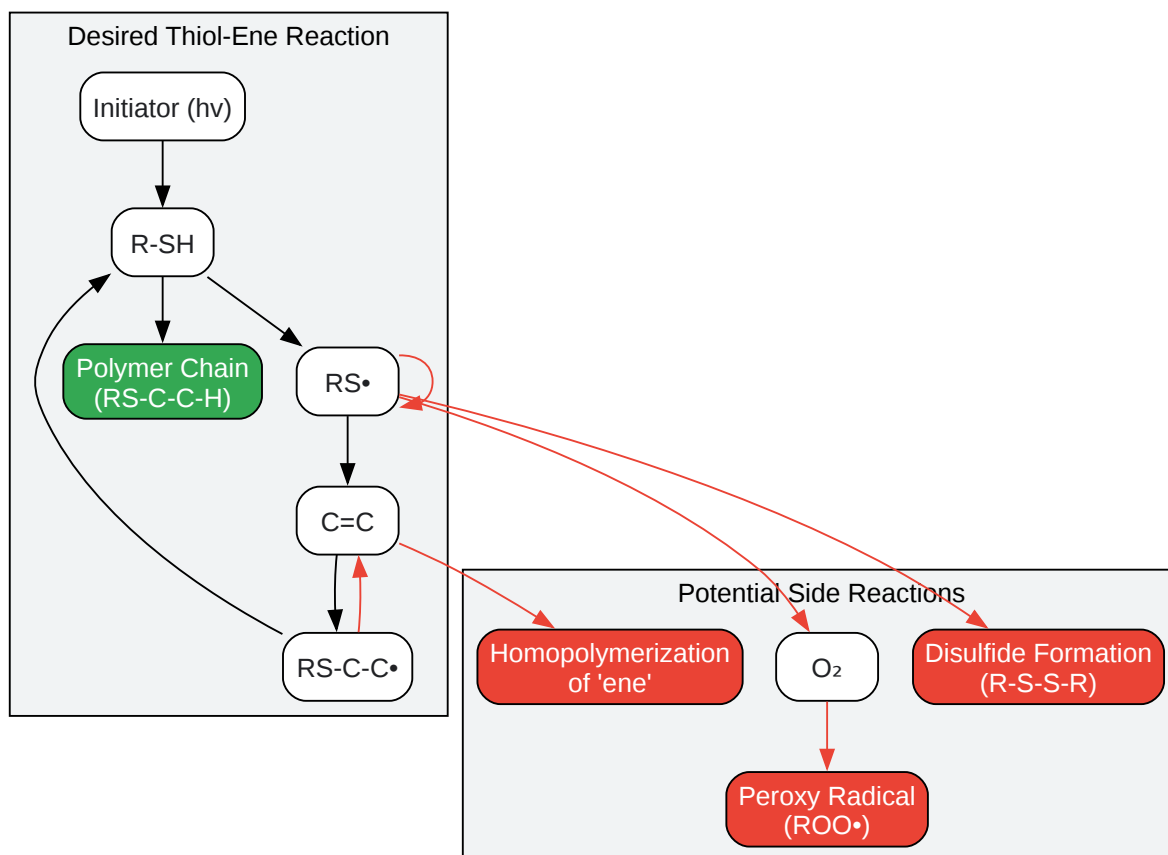 Desired Thiol-Ene Reaction
Initiator (hv)
R-SH
Polymer Chain
(RS-C-C-H)
RS•
C=C
RS-C-C•
Potential Side Reactions
Homopolymerization
of 'ene'
O₂
Disulfide Formation
(R-S-S-R)
Peroxy Radical
(ROO•)